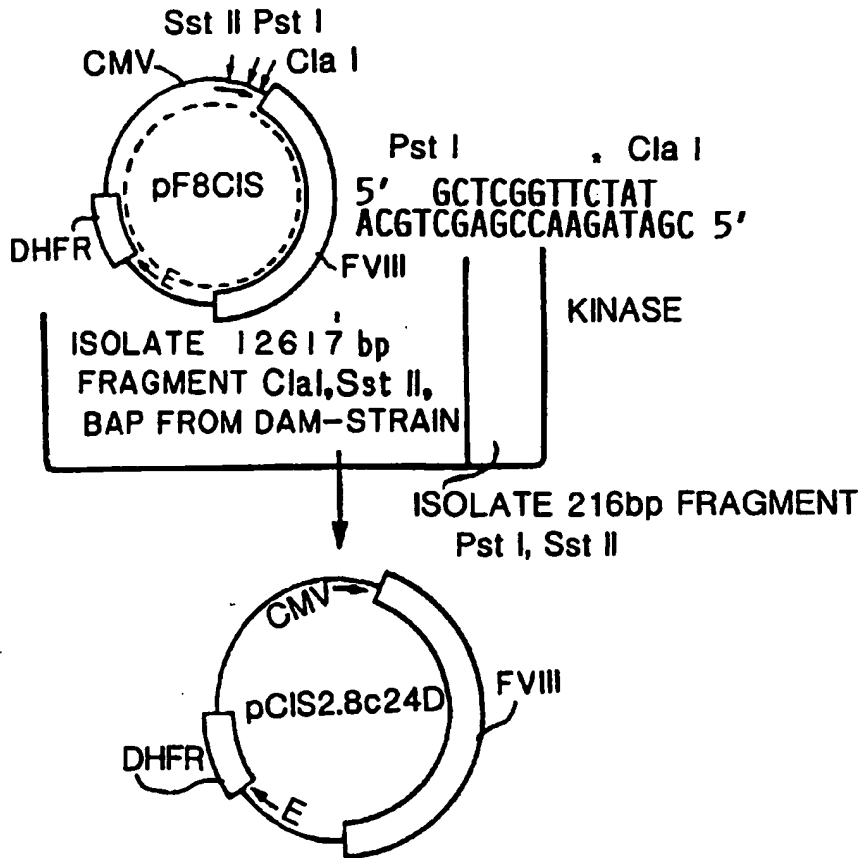 Sst II Pst I
CMV
Cla I
pF8CIS
DHFR
E
FVIII
Pst I * Cla I
5' GCTCGGTTCTAT
ACGTCGAGCCAAGATAGC 5'
KINASE
ISOLATE 12617 bp
FRAGMENT ClaI, Sst II,
BAP FROM DAM-STRAIN
ISOLATE 216bp FRAGMENT
Pst I, Sst II
CMV
pCIS2.8c24D
FVIII
DHFR
E